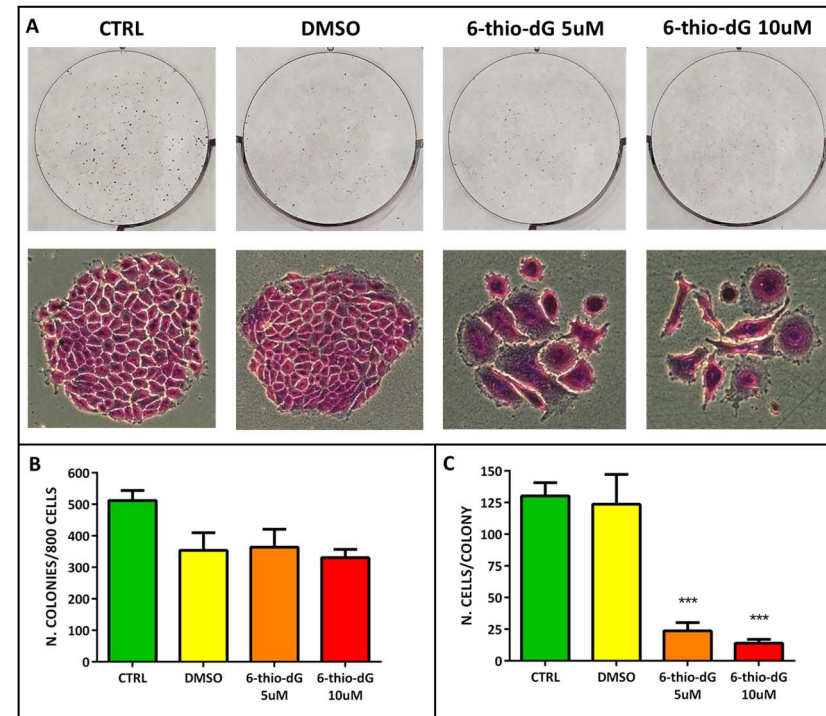 A
CTRL DMSO 6-thio-dG 5uM 6-thio-dG 10uM
B
N. COLONIES/800 CELLS
600
500
400
300
200
100
0
CTRL DMSO 6-thio-dG 6-thio-dG
5uM 10uM
C
N. CELLS/COLONY
150
125
100
75
50
25
0
*** ***
CTRL DMSO 6-thio-dG 6-thio-dG
5uM 10uM